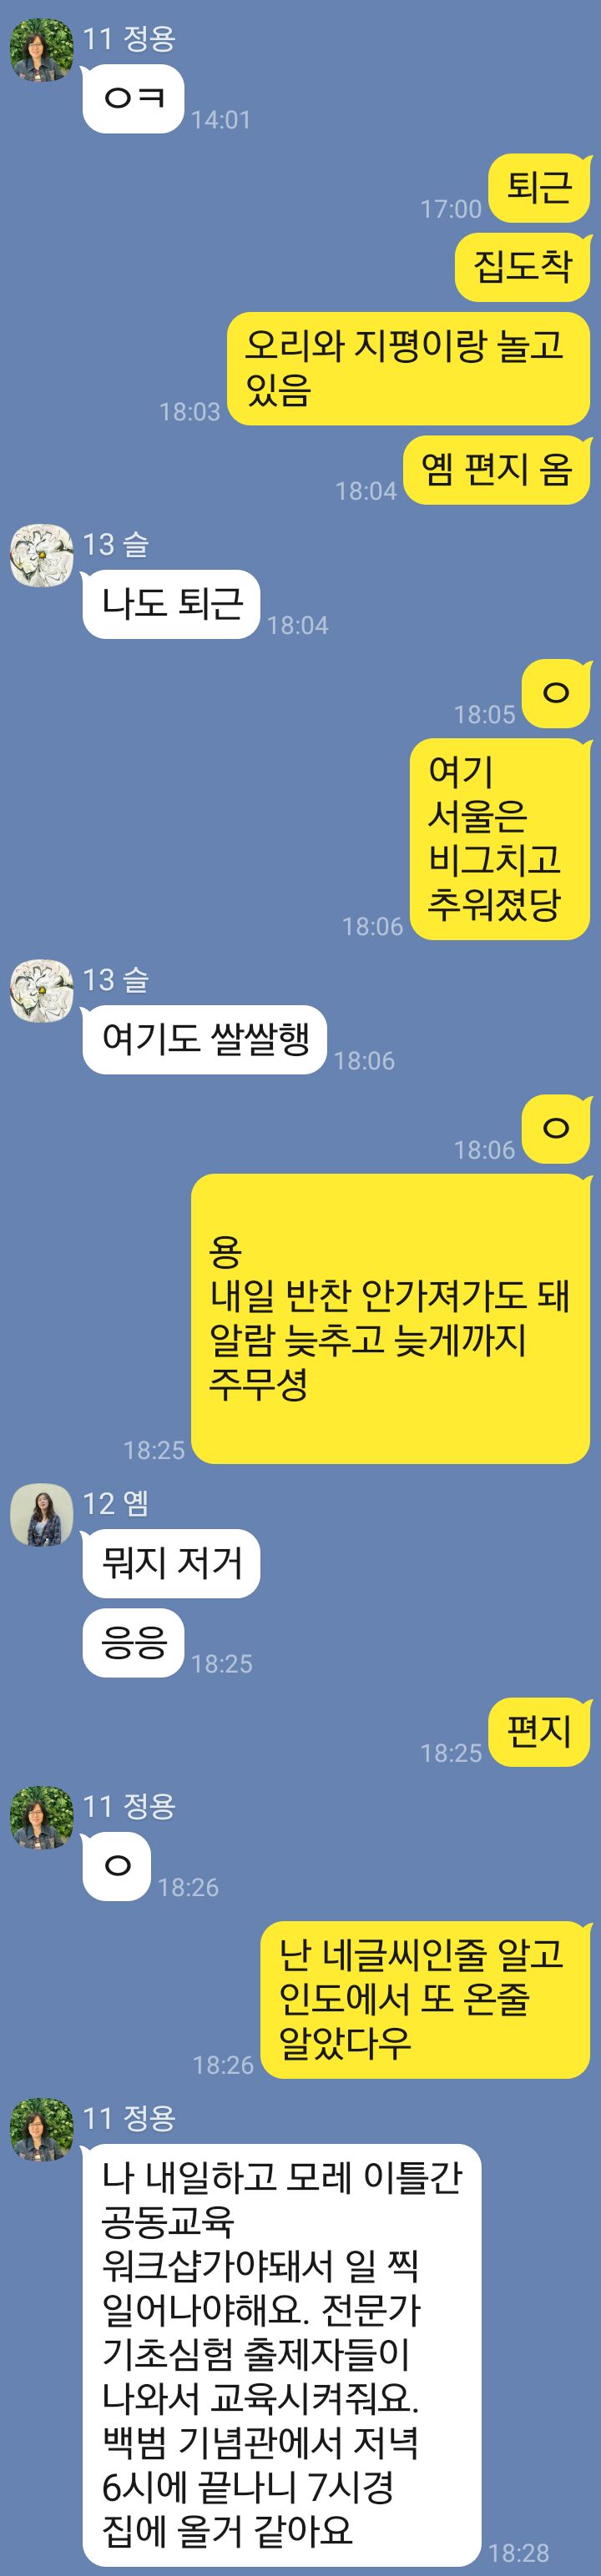 11 정용
ㅇㅋ
14:01
퇴근
17:00
집도착
오리와 지평이랑 놀고
있음
18:03
옘 편지 옴
18:04
13 슬
나도 퇴근
18:04
ㅇ
18:05
여기
서울은
비그치고
추워졌당
18:06
13 슬
여기도 쌀쌀행
18:06
ㅇ
18:06
용
내일 반찬 안가져가도 돼
알람 늦추고 늦게까지
주무셩
18:25
12 옘
뭐지 저거
응응
18:25
편지
18:25
11 정용
ㅇ
18:26
난 네글씨인줄 알고
인도에서 또 온줄
알았다우
18:26
11 정용
나 내일하고 모레 이틀간
공동교육
워크샵가야돼서 일 찍
일어나야해요. 전문가
기초심험 출제자들이
나와서 교육시켜줘요.
백범 기념관에서 저녁
6시에 끝나니 7시경
집에 올거 같아요
18:28